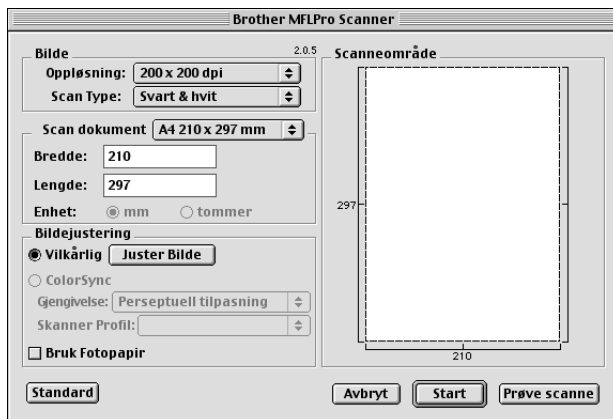 Brother MFLPro Scanner
Bilde
2.0.5
Oppløsning: 200 x 200 dpi
Scan Type: Svart & hvit
Scan dokument A4 210 x 297 mm
Bredde: 210
Lengde: 297
Enhet: mm tommer
Bildejustering
Vilkårlig Juster Bilde
ColorSync
Gjengivelse: Perseptuell tilpasning
Skanner Profil:
Bruk Fotopapir
Scanneområde
297
210
Standard
Avbryt Start Prøve scanne